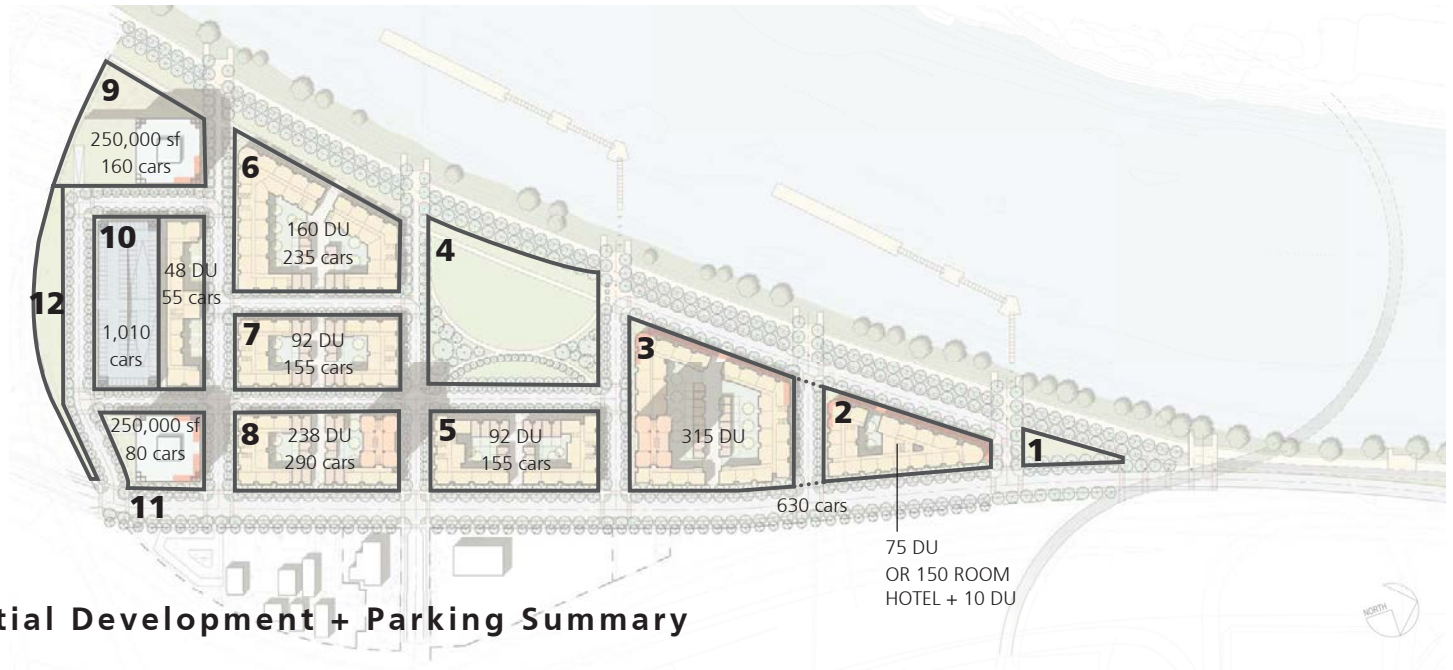 9
250,000 sf
160 cars
6
160 DU
235 cars
10
48 DU
55 cars
1,010
cars
12
4
7
92 DU
155 cars
3
315 DU
2
1
250,000 sf
80 cars
11
8
238 DU
290 cars
5
92 DU
155 cars
630 cars
75 DU
OR 150 ROOM
HOTEL + 10 DU
NORTH
tial Development + Parking Summary